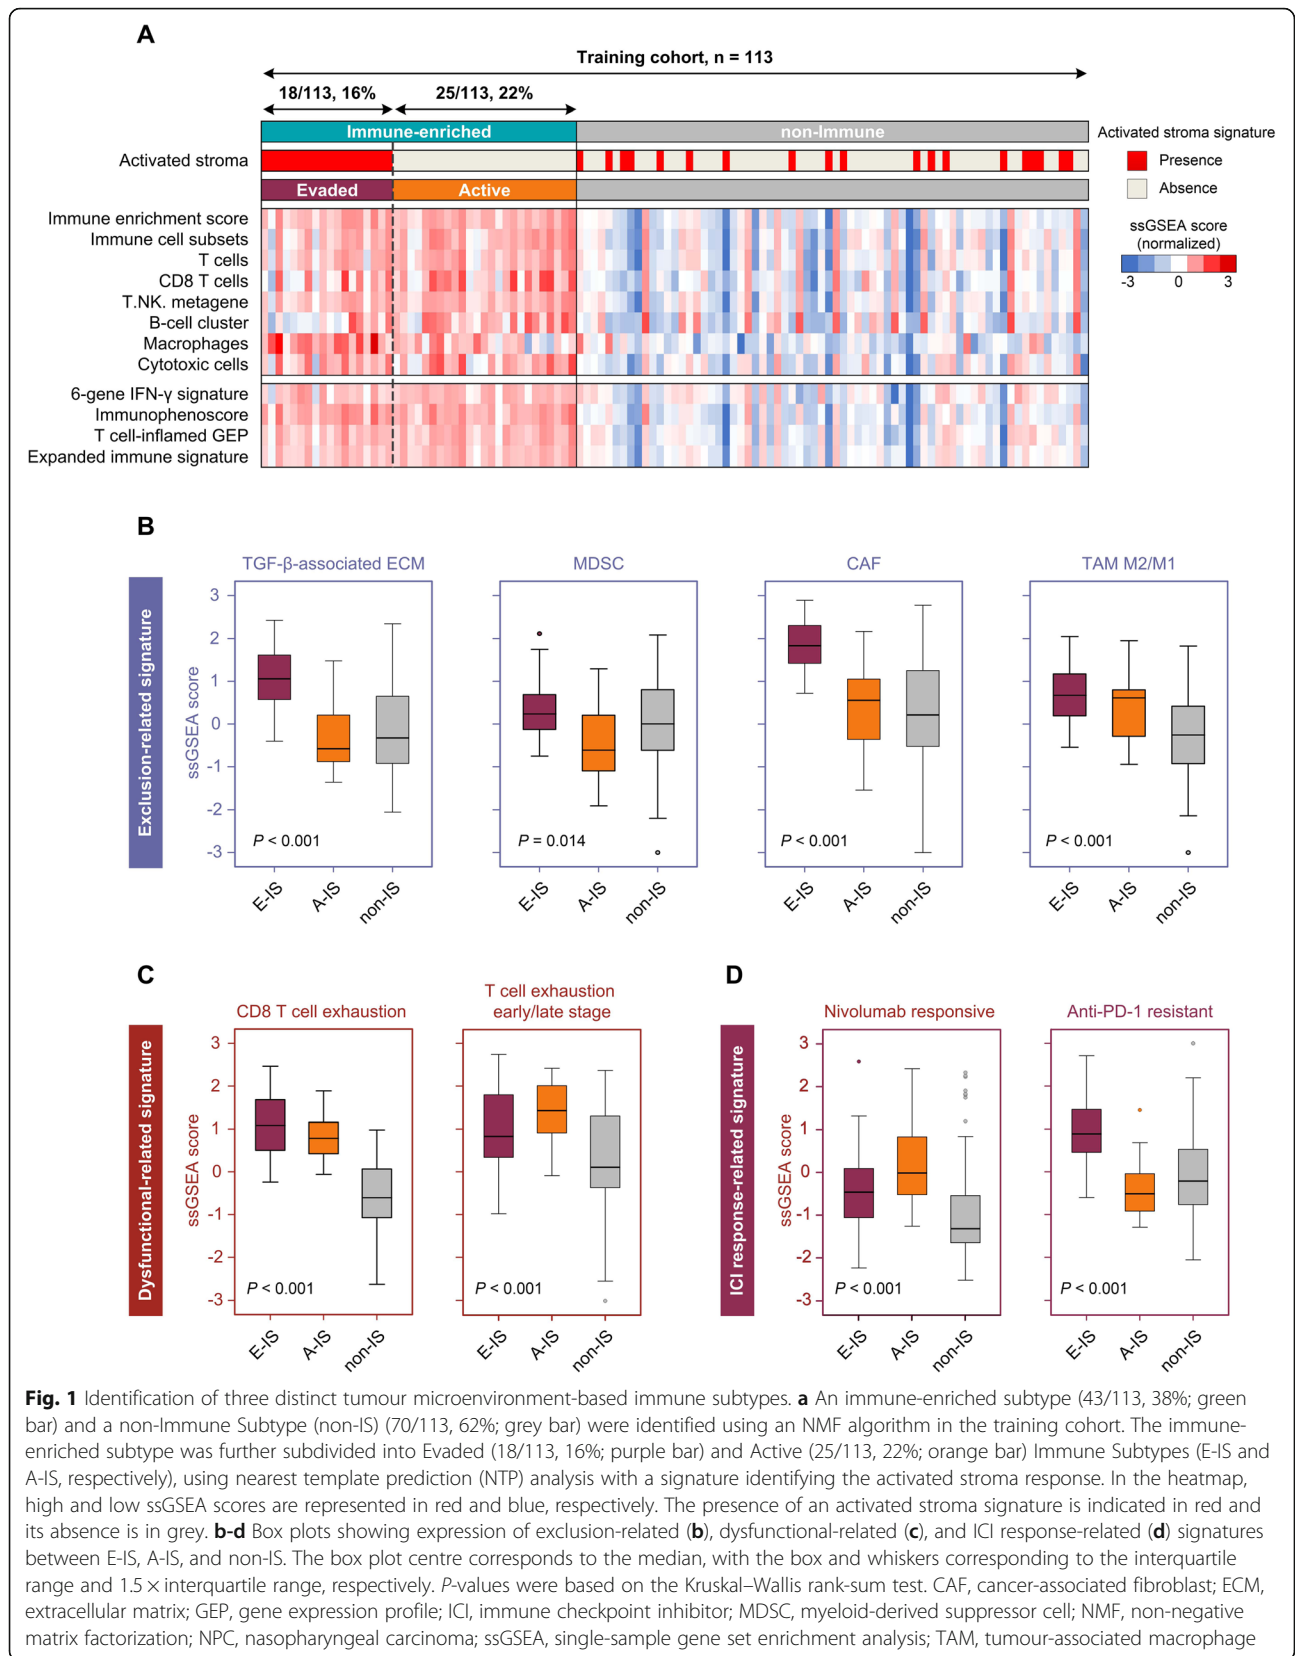 A
Training cohort, n = 113
18/113, 16%
25/113, 22%
Immune-enriched
non-Immune
Activated stroma
Evaded
Active
Activated stroma signature
Presence
Absence
ssGSEA score
(normalized)
-3 0 3
Immune enrichment score
Immune cell subsets
T cells
CD8 T cells
T.NK. metagene
B-cell cluster
Macrophages
Cytotoxic cells
6-gene IFN-γ signature
Immunophenoscore
T cell-inflamed GEP
Expanded immune signature
B
Exclusion-related signature
ssGSEA score
3
2
1
0
-1
-2
-3
TGF-β-associated ECM
P < 0.001
E-IS
A-IS
non-IS
MDSC
P = 0.014
E-IS
A-IS
non-IS
CAF
P < 0.001
E-IS
A-IS
non-IS
TAM M2/M1
P < 0.001
E-IS
A-IS
non-IS
C
Dysfunctional-related signature
ssGSEA score
3
2
1
0
-1
-2
-3
CD8 T cell exhaustion
P < 0.001
E-IS
A-IS
non-IS
T cell exhaustion
early/late stage
P < 0.001
E-IS
A-IS
non-IS
D
ICI response-related signature
ssGSEA score
3
2
1
0
-1
-2
-3
Nivolumab responsive
P < 0.001
E-IS
A-IS
non-IS
Anti-PD-1 resistant
P < 0.001
E-IS
A-IS
non-IS
Fig. 1 Identification of three distinct tumour microenvironment-based immune subtypes. a An immune-enriched subtype (43/113, 38%; green
bar) and a non-Immune Subtype (non-IS) (70/113, 62%; grey bar) were identified using an NMF algorithm in the training cohort. The immune-
enriched subtype was further subdivided into Evaded (18/113, 16%; purple bar) and Active (25/113, 22%; orange bar) Immune Subtypes (E-IS and
A-IS, respectively), using nearest template prediction (NTP) analysis with a signature identifying the activated stroma response. In the heatmap,
high and low ssGSEA scores are represented in red and blue, respectively. The presence of an activated stroma signature is indicated in red and
its absence is in grey. b-d Box plots showing expression of exclusion-related (b), dysfunctional-related (c), and ICI response-related (d) signatures
between E-IS, A-IS, and non-IS. The box plot centre corresponds to the median, with the box and whiskers corresponding to the interquartile
range and 1.5 × interquartile range, respectively. P-values were based on the Kruskal–Wallis rank-sum test. CAF, cancer-associated fibroblast; ECM,
extracellular matrix; GEP, gene expression profile; ICI, immune checkpoint inhibitor; MDSC, myeloid-derived suppressor cell; NMF, non-negative
matrix factorization; NPC, nasopharyngeal carcinoma; ssGSEA, single-sample gene set enrichment analysis; TAM, tumour-associated macrophage